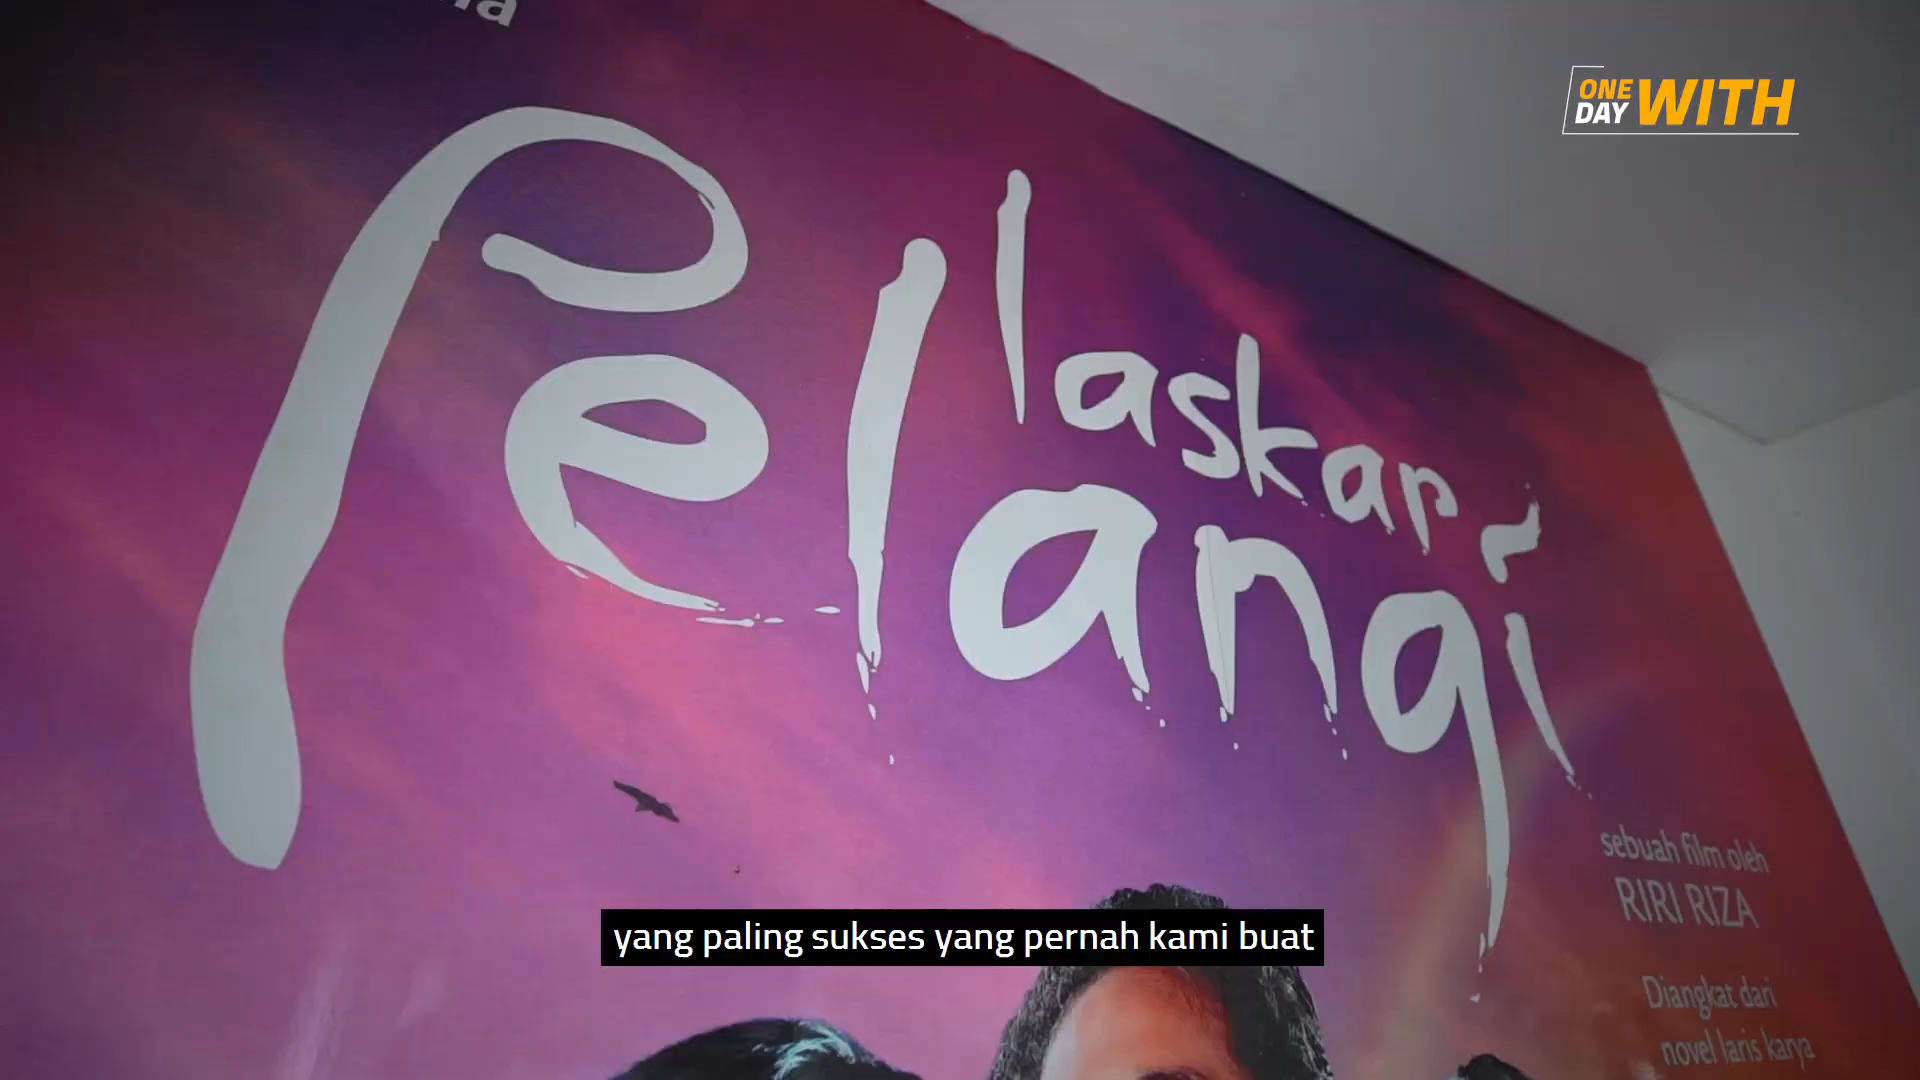 ONE DAY WITH
laskar
Pelangi
sebuah film oleh
RIRI RIZA
Diangkat dari
novel laris karya
yang paling sukses yang pernah kami buat